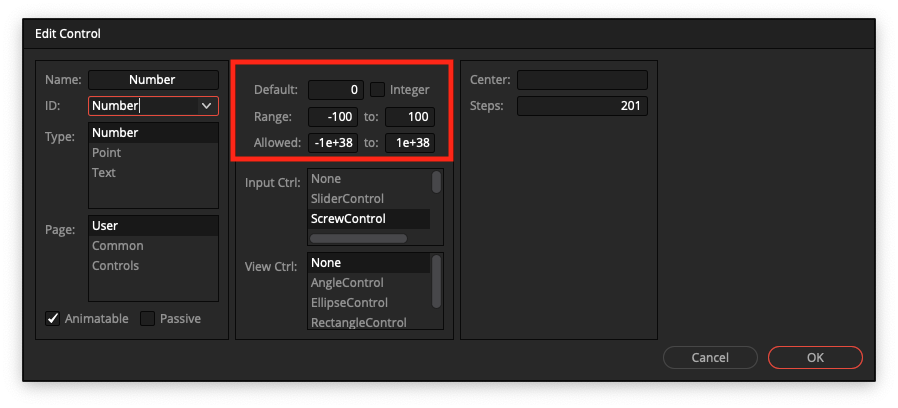 Edit Control
Name: Number
ID: Number
Type: Number
Point
Text
Page: User
Common
Controls
Animatable Passive
Default: 0 Integer
Range: -100 to: 100
Allowed: -1e+38 to: 1e+38
Input Ctrl: None
SliderControl
ScrewControl
View Ctrl: None
AngleControl
EllipseControl
RectangleControl
Center:
Steps: 201
Cancel OK